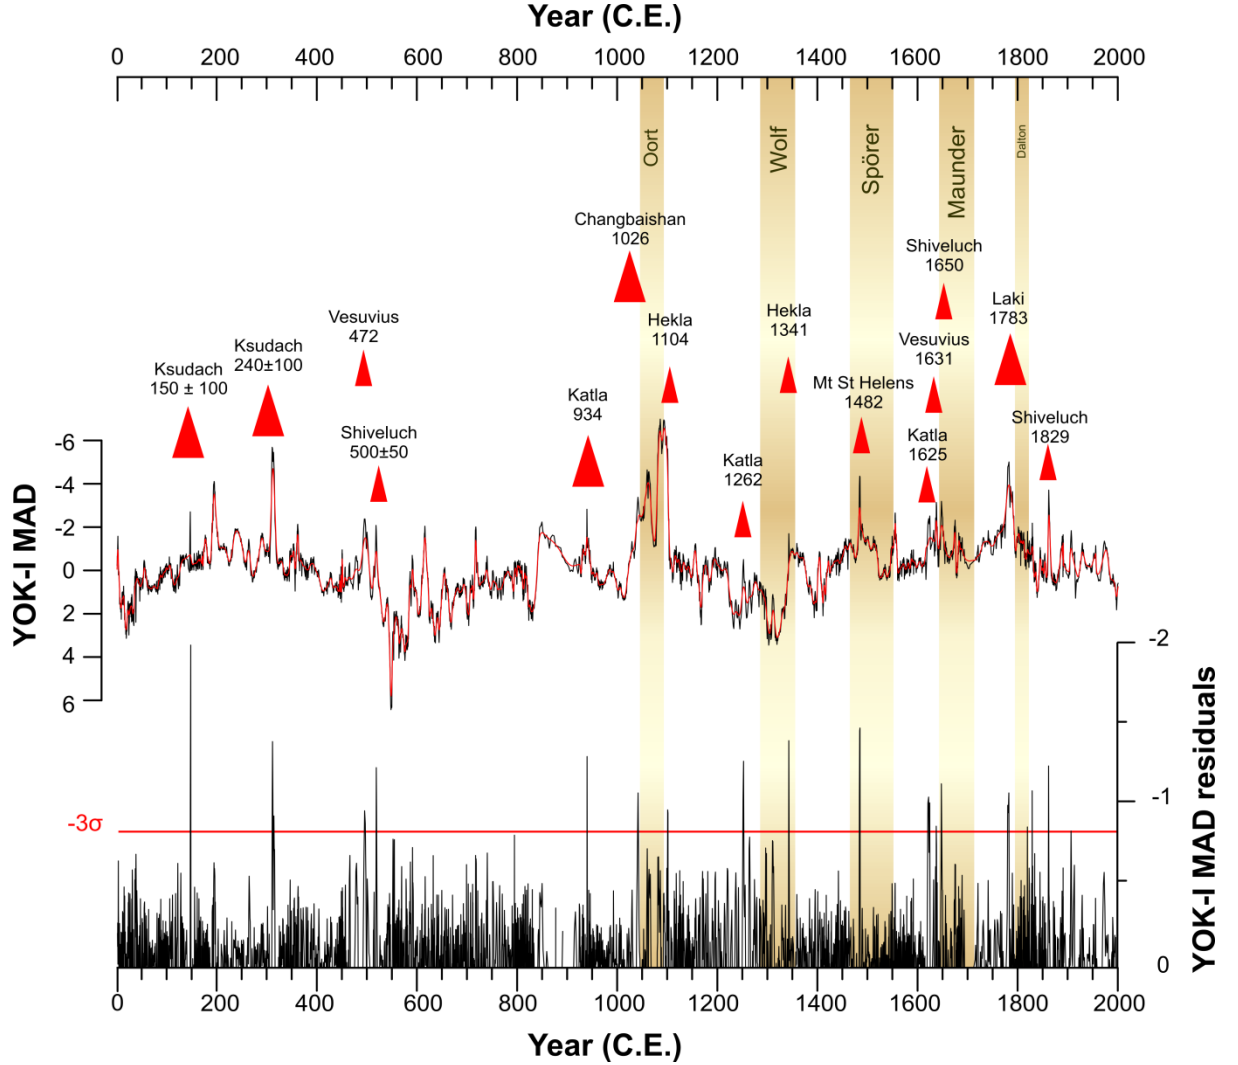 Year (C.E.)
0 200 400 600 800 1000 1200 1400 1600 1800 2000
Oort
Wolf
Spörer
Maunder
Dalton
Changbaishan
1026
Shiveluch
1650
Laki
1783
Hekla
1341
Hekla
1104
Vesuvius
472
Vesuvius
1631
Ksudach
240±100
Ksudach
150 ± 100
Mt St Helens
1482
Katla
934
Shiveluch
1829
Shiveluch
500±50
Katla
1625
Katla
1262
YOK-I MAD
-6
-4
-2
0
2
4
6
-3σ
-2
-1
0
YOK-I MAD residuals
0 200 400 600 800 1000 1200 1400 1600 1800 2000
Year (C.E.)